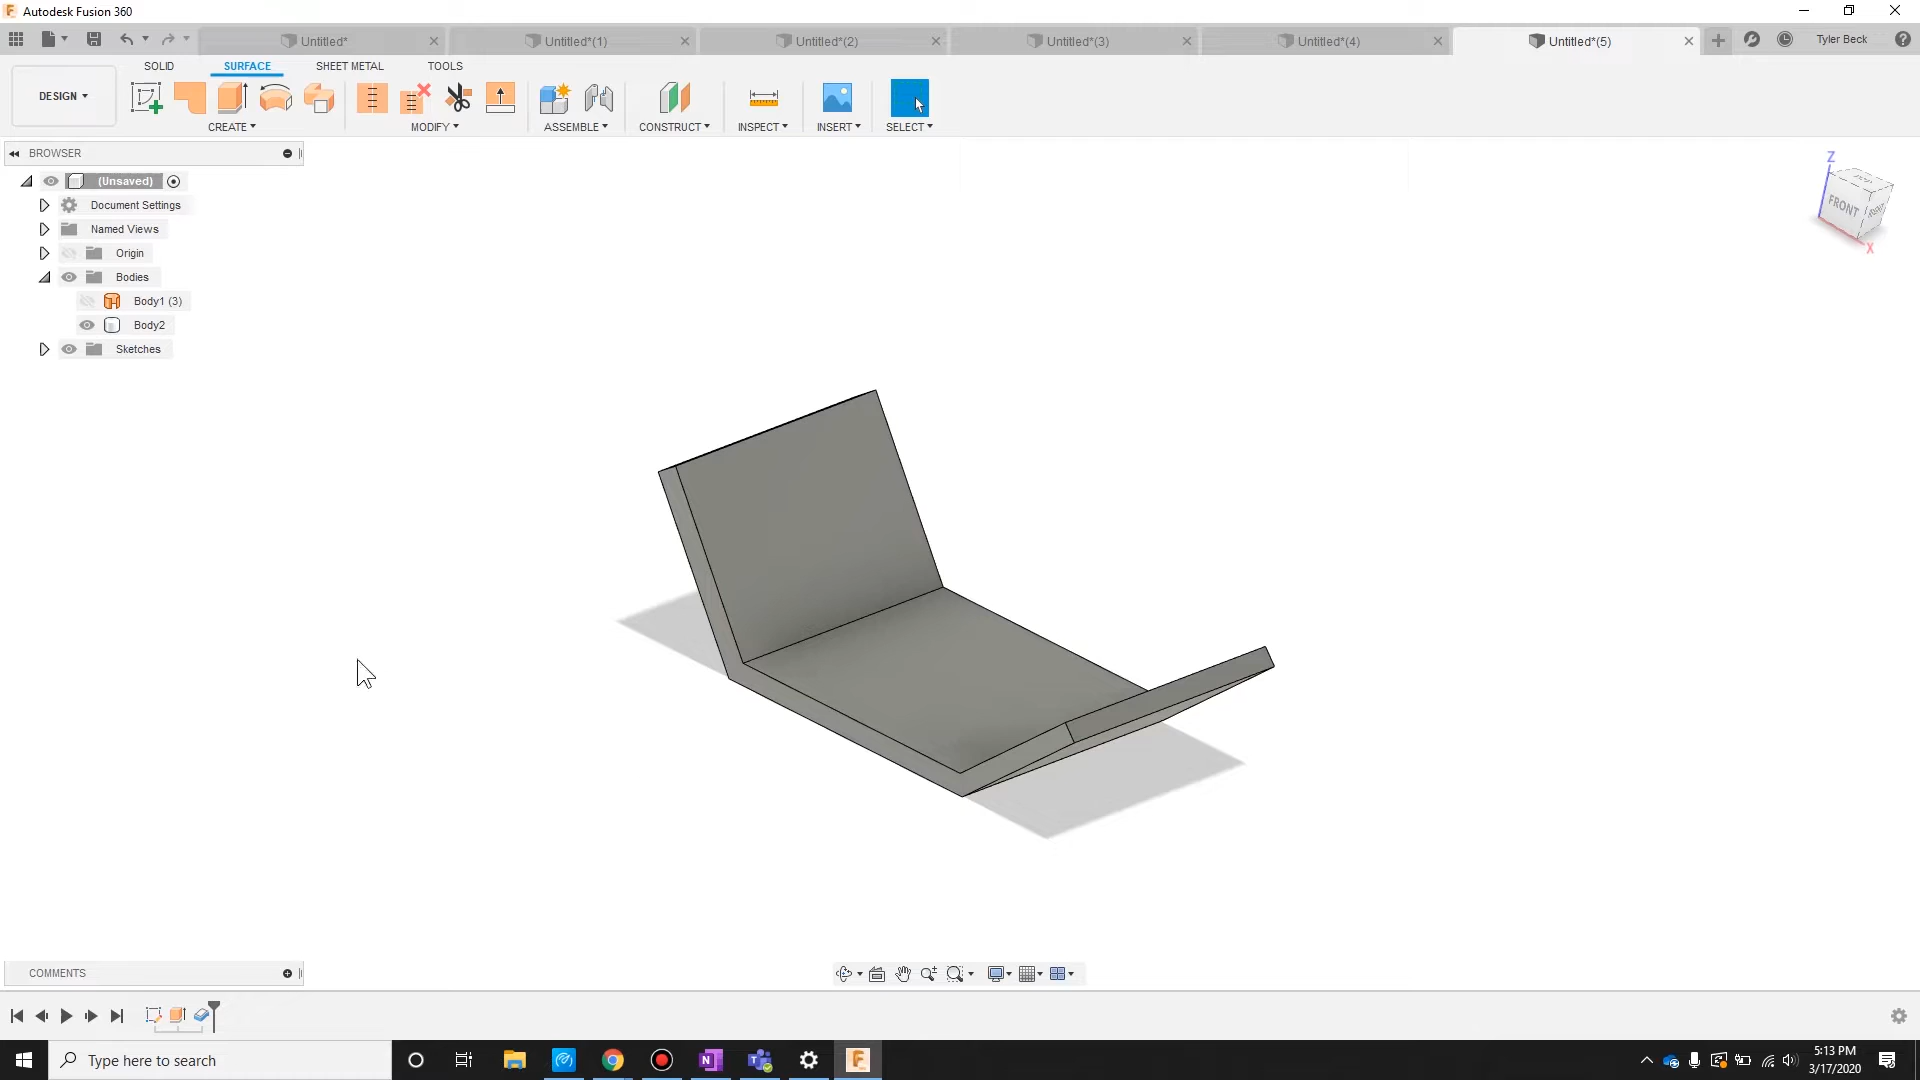 Autodesk Fusion 360
Untitled*
Untitled*(1)
Untitled*(2)
Untitled*(3)
Untitled*(4)
Untitled*(5)
Tyler Beck
SOLID
SURFACE
SHEET METAL
TOOLS
DESIGN
CREATE
MODIFY
ASSEMBLE
CONSTRUCT
INSPECT
INSERT
SELECT
BROWSER
(Unsaved)
Document Settings
Named Views
Origin
Bodies
Body1 (3)
Body2
Sketches
Z
TOP
FRONT
RIGHT
X
COMMENTS
Type here to search
5:13 PM
3/17/2020